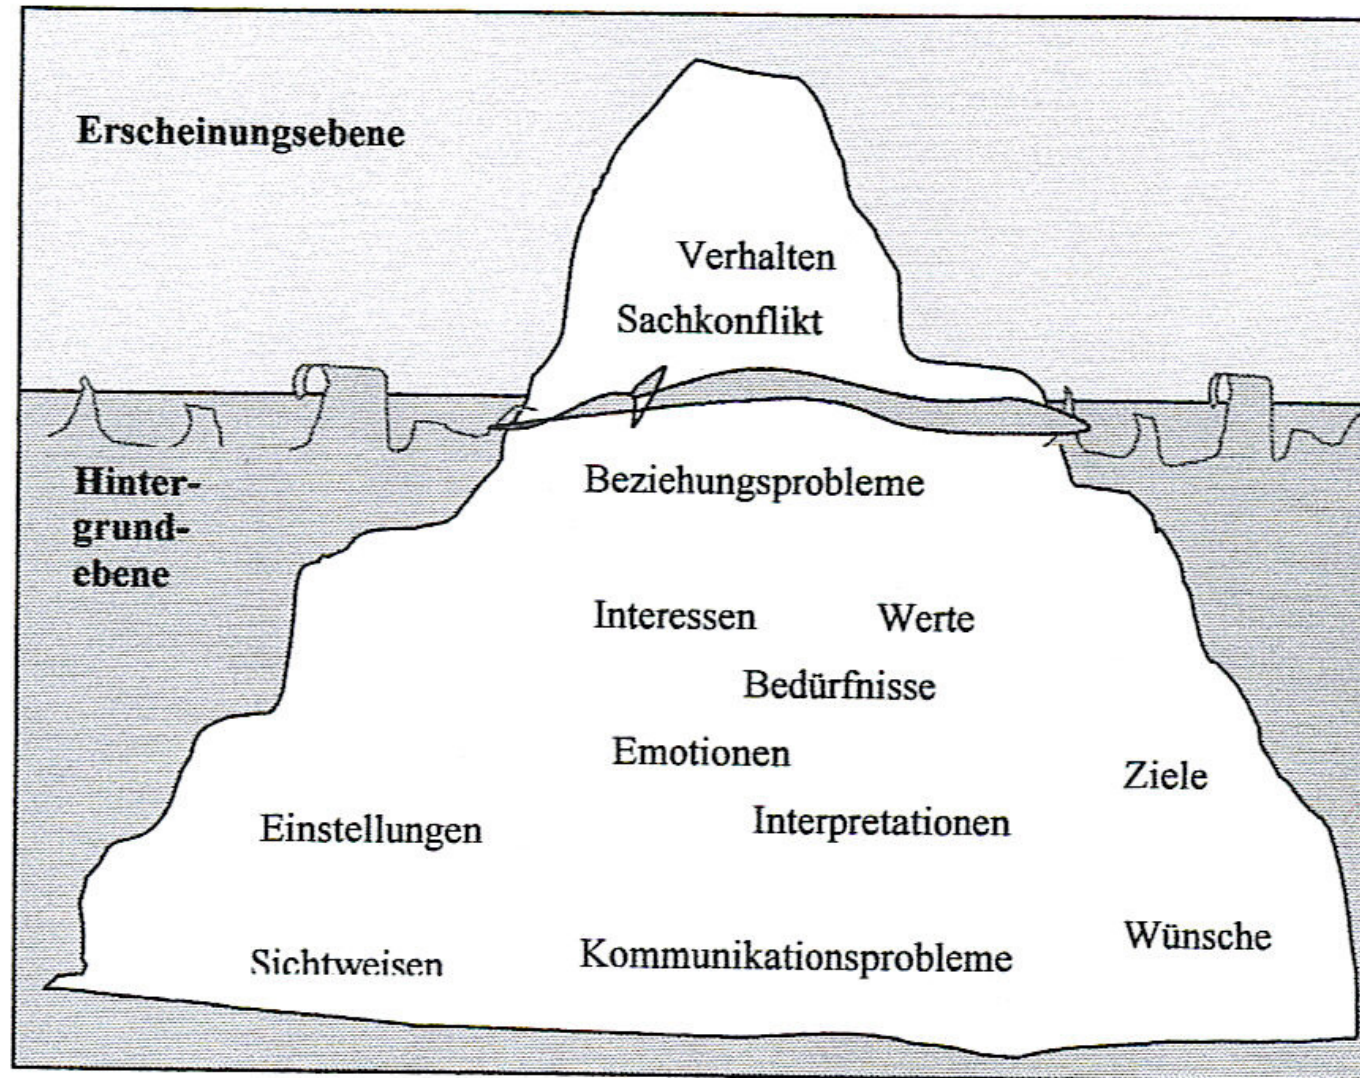 Erscheinungsebene
Verhalten
Sachkonflikt
Hinter-
grund-
ebene
Beziehungsprobleme
Interessen Werte
Bedürfnisse
Emotionen
Ziele
Einstellungen
Interpretationen
Sichtweisen
Kommunikationsprobleme
Wünsche